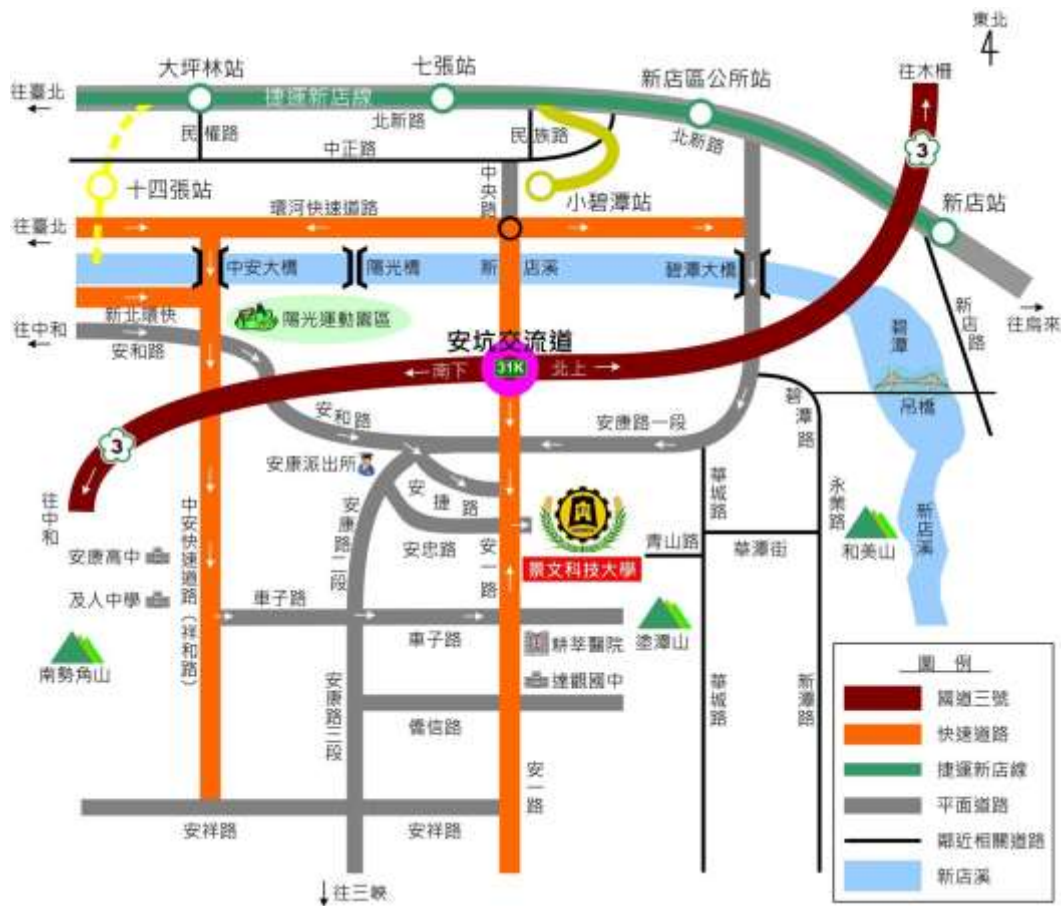 東北
4
大坪林站
七張站
新店區公所站
往木柵
往臺北
捷運新店線
北新路
北新路
3
民權路
民族路
中正路
中央路
十四張站
小碧潭站
新店站
環河快速道路
往臺北
中安大橋
陽光橋
新店溪
碧潭大橋
新店路
往烏來
新北環快
陽光運動園區
往中和
安和路
安坑交流道
碧潭
南下
31K
北上
吊橋
安和路
安康路一段
碧潭路
3
安康派出所
往中和
中安快速道路(祥和路)
安康路二段
安捷路
華城路
永業路
新店溪
安忠路
安一路
景文科技大學
青山路
華潭街
和美山
安康高中
及人中學
車子路
車子路
耕莘醫院
塗潭山
達觀國中
南勢角山
安康路三段
僑信路
華城路
新潭路
安一路
安祥路
安祥路
往三峽
圖 例
國道三號
快速道路
捷運新店線
平面道路
鄰近相關道路
新店溪